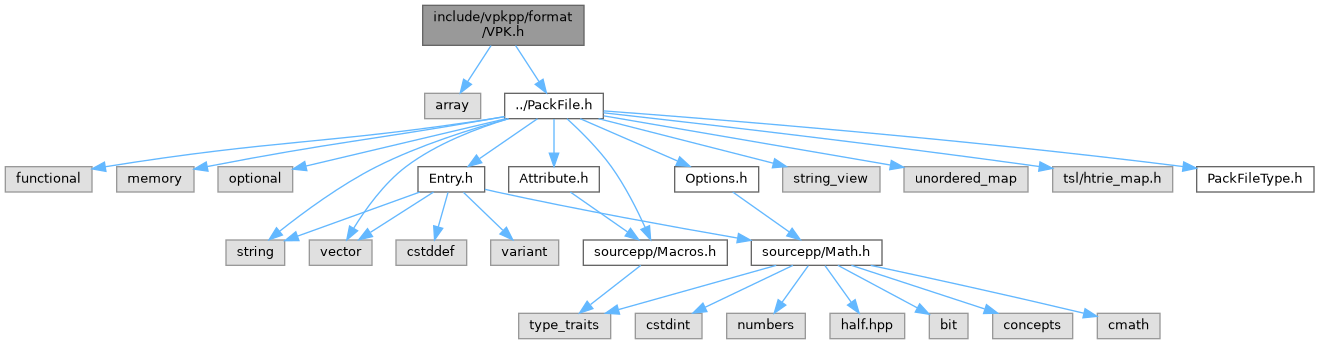 include/vpkpp/format
/VPK.h
array
../PackFile.h
functional
memory
optional
Entry.h
Attribute.h
Options.h
string_view
unordered_map
tsl/htrie_map.h
PackFileType.h
string
vector
cstddef
variant
sourcepp/Macros.h
sourcepp/Math.h
type_traits
cstdint
numbers
half.hpp
bit
concepts
cmath